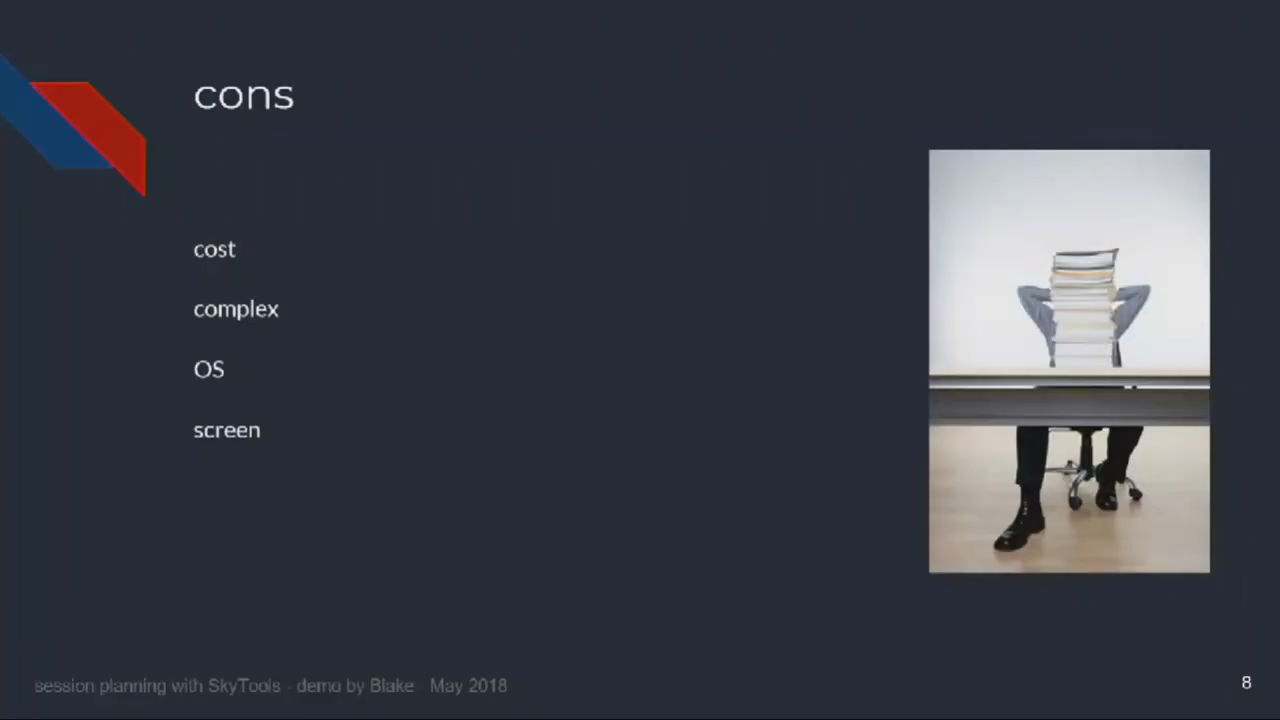 cons
cost
complex
OS
screen
session planning with SkyTools - demo by Blake - May 2018
8